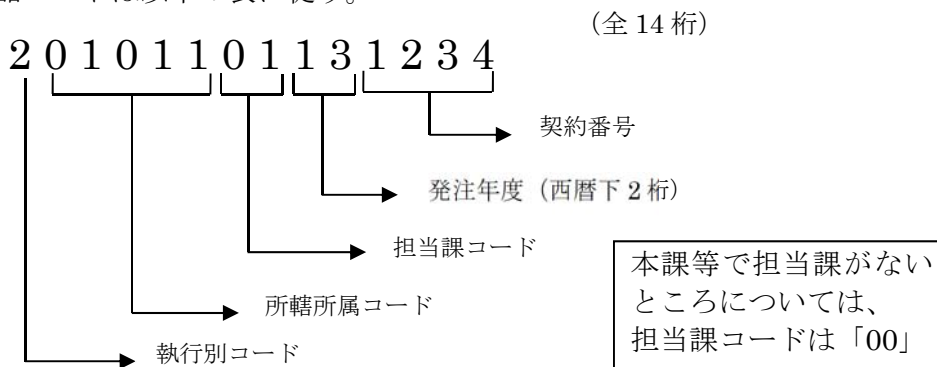 (全 14 桁)
2 0 1 0 1 1 0 1 1 3 1 2 3 4
契約番号
発注年度 (西暦下 2 桁)
担当課コード
所轄所属コード
執行別コード
本課等で担当課がない
ところについては、
担当課コードは「00」